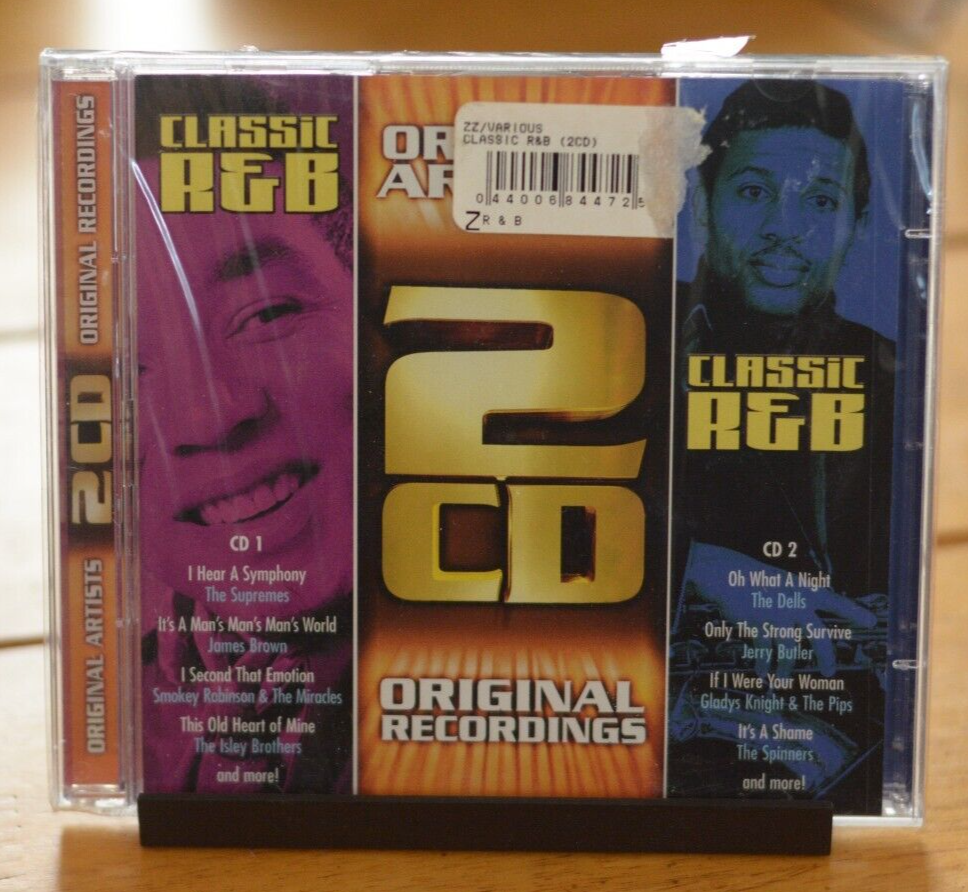 ORIGINAL ARTISTS 2CD ORIGINAL RECORDINGS
CLASSIC
R&B
CD 1
I Hear A Symphony
The Supremes
It's A Man's Man's Man's World
James Brown
I Second That Emotion
Smokey Robinson & The Miracles
This Old Heart of Mine
The Isley Brothers
and more!
OR
AR
ZZ/VARIOUS
CLASSIC R&B (2CD)
0 44006 84472 5
Z R & B
2
CD
ORIGINAL
RECORDINGS
CLASSIC
R&B
CD 2
Oh What A Night
The Dells
Only The Strong Survive
Jerry Butler
If I Were Your Woman
Gladys Knight & The Pips
It's A Shame
The Spinners
and more!